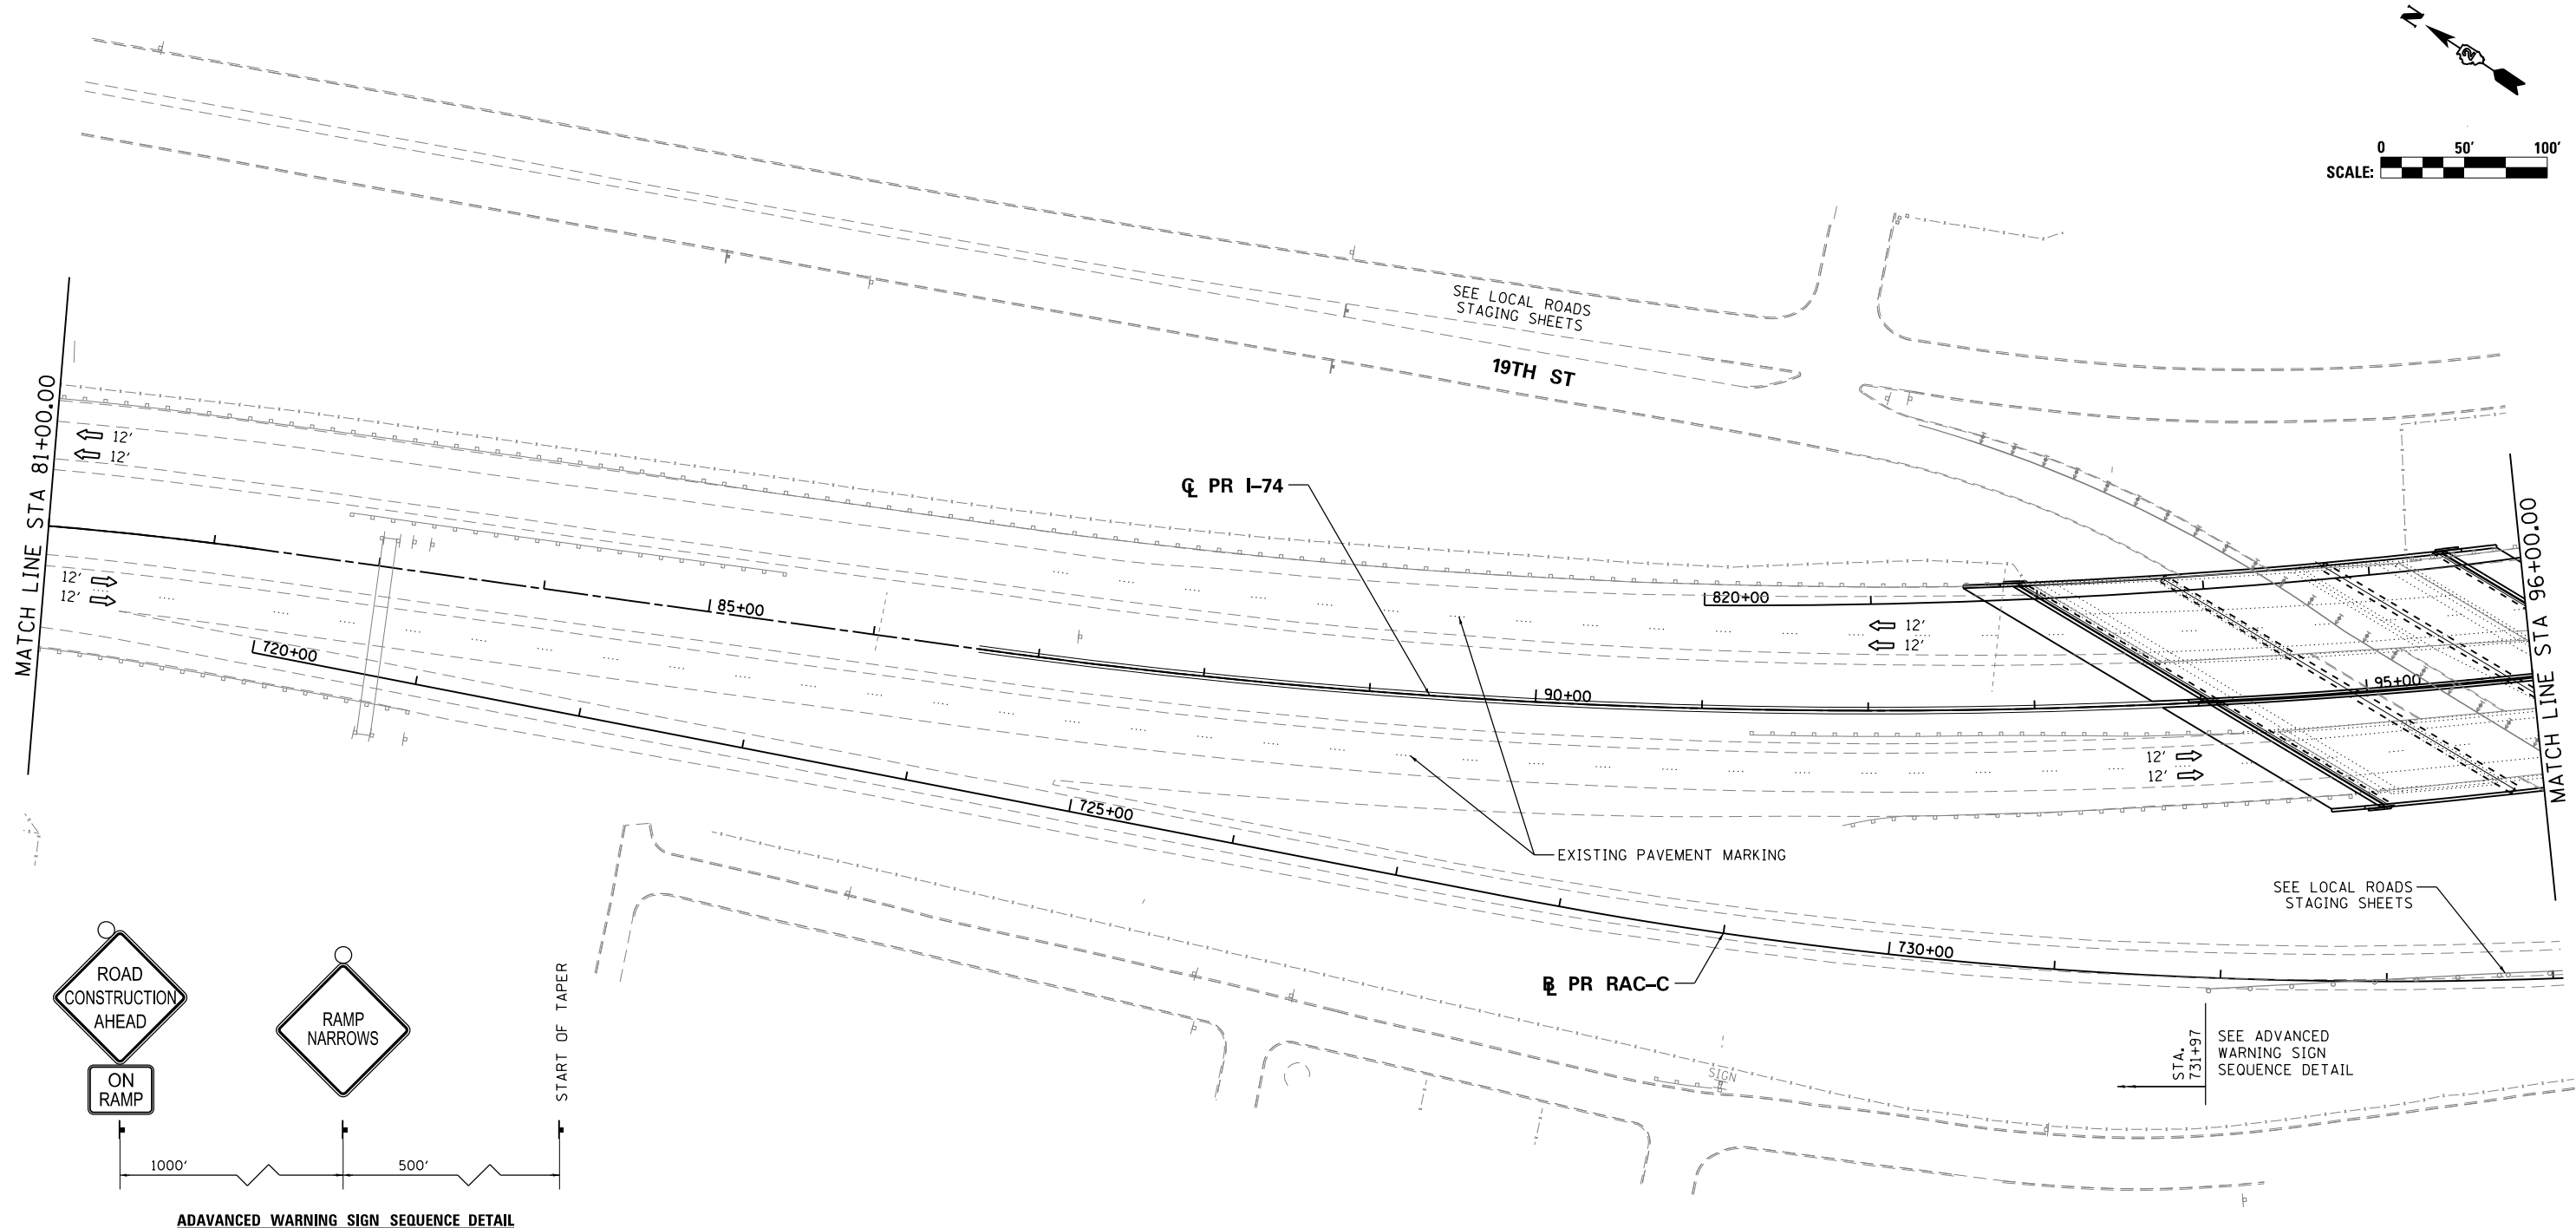 N
2
0 50' 100'
SCALE:
SEE LOCAL ROADS
STAGING SHEETS
19TH ST
MATCH LINE STA 81+00.00
12'
12'
℄ PR I-74
MATCH LINE STA 96+00.00
12'
12'
85+00
820+00
12'
12'
720+00
90+00
95+00
12'
12'
725+00
EXISTING PAVEMENT MARKING
SEE LOCAL ROADS
STAGING SHEETS
730+00
BL PR RAC-C
ROAD
CONSTRUCTION
AHEAD
ON
RAMP
RAMP
NARROWS
START OF TAPER
STA.
731+97
SEE ADVANCED
WARNING SIGN
SEQUENCE DETAIL
SIGN
1000' 500'
ADAVANCED WARNING SIGN SEQUENCE DETAIL